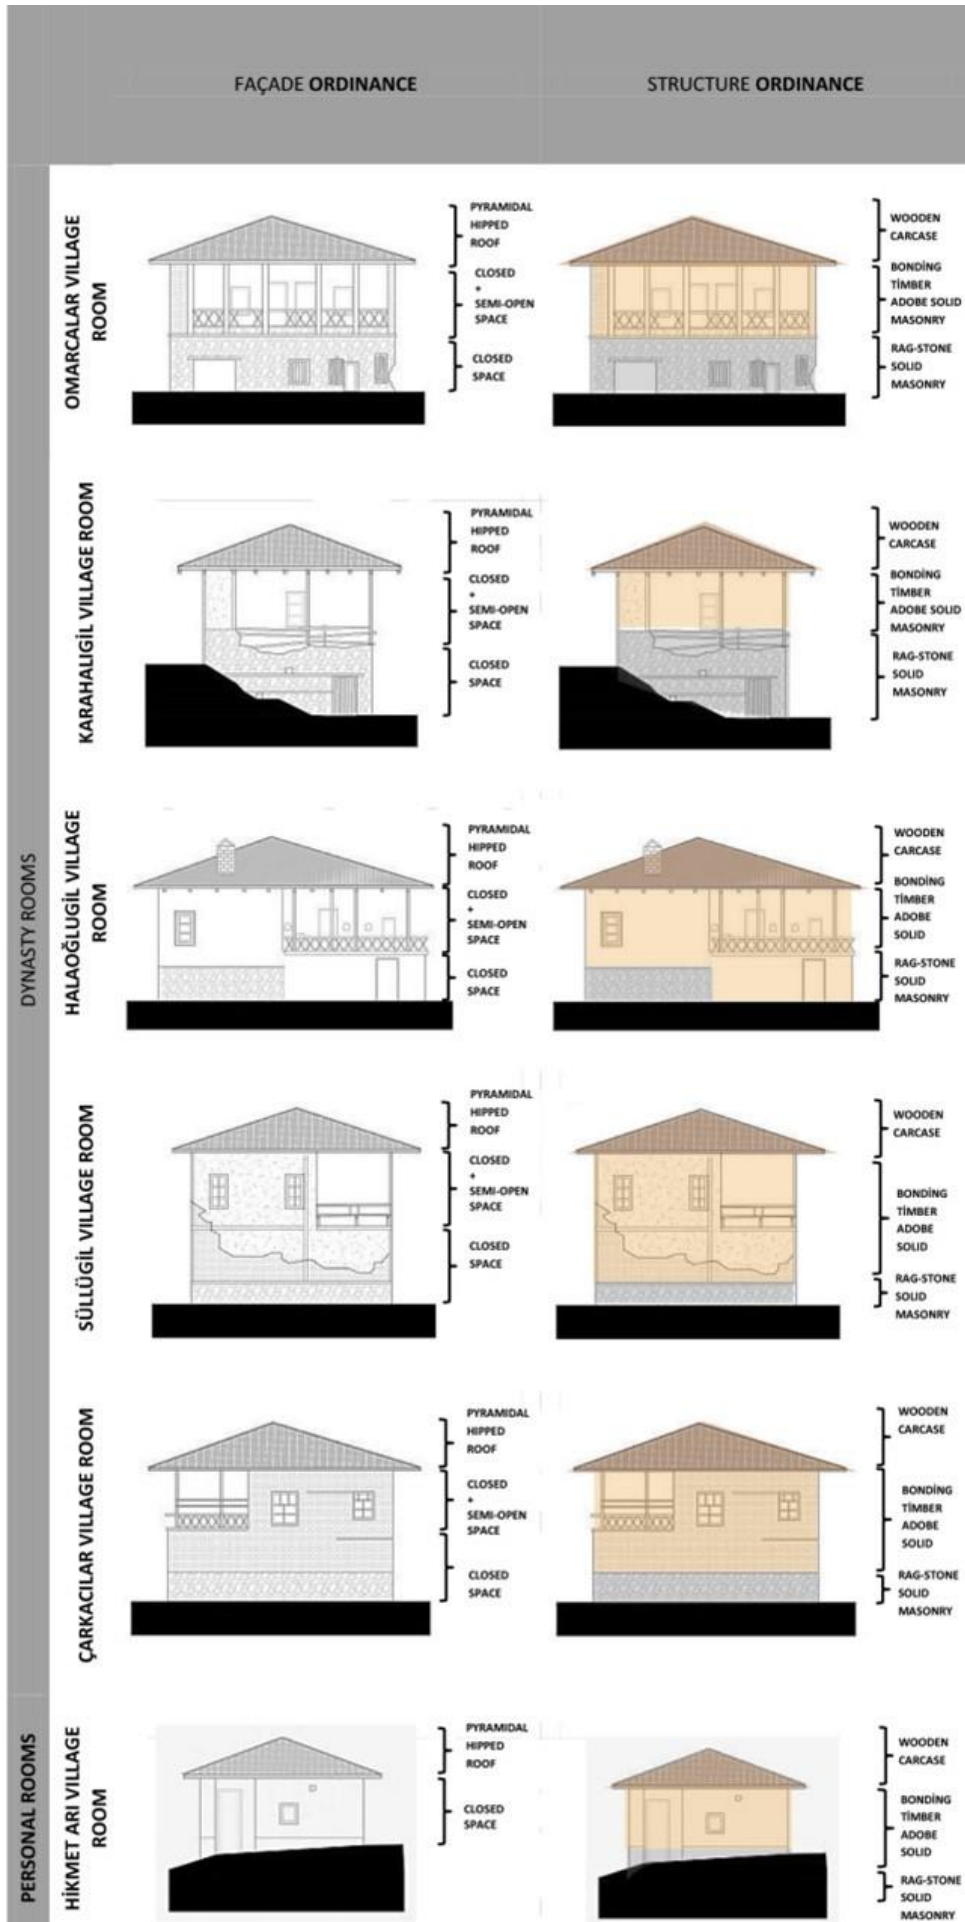 FAÇADE ORDINANCE
STRUCTURE ORDINANCE
DYNASTY ROOMS
OMARCALAR VILLAGE
ROOM
PYRAMIDAL
HIPPED
ROOF
CLOSED
+
SEMI-OPEN
SPACE
CLOSED
SPACE
WOODEN
CARCASE
BONDİNG
TİMBER
ADOBE SOLID
MASONRY
RAG-STONE
SOLID
MASONRY
KARAHALIGİL VILLAGE ROOM
PYRAMIDAL
HIPPED
ROOF
CLOSED
+
SEMI-OPEN
SPACE
CLOSED
SPACE
WOODEN
CARCASE
BONDİNG
TİMBER
ADOBE SOLID
MASONRY
RAG-STONE
SOLID
MASONRY
HALAOĞLUGİL VILLAGE
ROOM
PYRAMIDAL
HIPPED
ROOF
CLOSED
+
SEMI-OPEN
SPACE
CLOSED
SPACE
WOODEN
CARCASE
BONDİNG
TİMBER
ADOBE
SOLID
RAG-STONE
SOLID
MASONRY
SÜLLÜGİL VILLAGE ROOM
PYRAMIDAL
HIPPED
ROOF
CLOSED
+
SEMI-OPEN
SPACE
CLOSED
SPACE
WOODEN
CARCASE
BONDİNG
TİMBER
ADOBE
SOLID
RAG-STONE
SOLID
MASONRY
ÇARKACILAR VILLAGE ROOM
PYRAMIDAL
HIPPED
ROOF
CLOSED
+
SEMI-OPEN
SPACE
CLOSED
SPACE
WOODEN
CARCASE
BONDİNG
TİMBER
ADOBE
SOLID
RAG-STONE
SOLID
MASONRY
PERSONAL ROOMS
HİKMET ARI VILLAGE
ROOM
PYRAMIDAL
HIPPED
ROOF
CLOSED
SPACE
WOODEN
CARCASE
BONDİNG
TİMBER
ADOBE
SOLID
RAG-STONE
SOLID
MASONRY